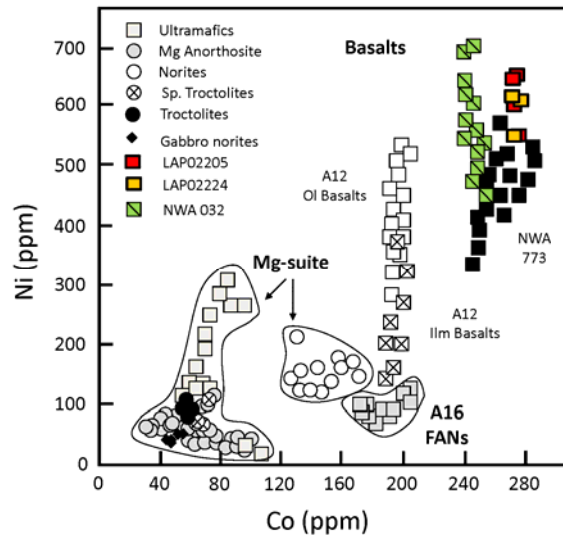 Ni (ppm)
700
600
500
400
300
200
100
0
Ultramafics
Mg Anorthosite
Norites
Sp. Troctolites
Troctolites
Gabbro norites
LAP02205
LAP02224
NWA 032
Basalts
A12
Ol Basalts
NWA
773
Mg-suite
A12
Ilm Basalts
A16
FANs
0
40
80
120
160
200
240
280
Co (ppm)